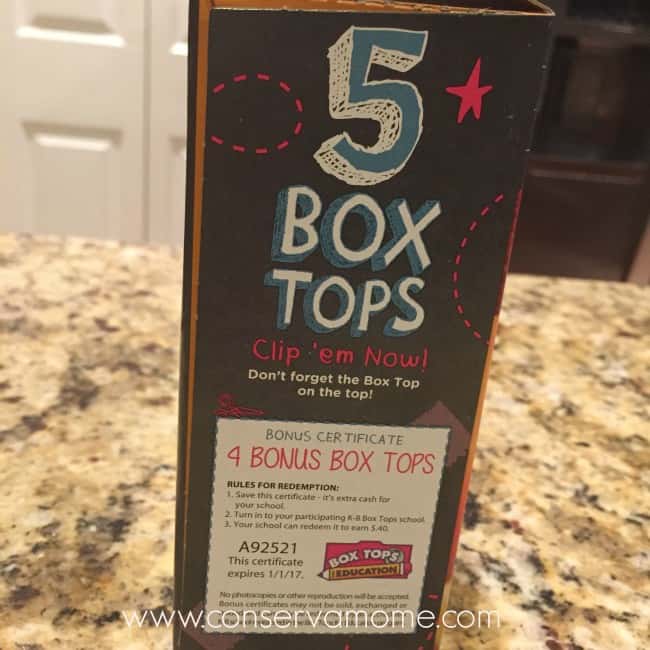 5
BOX
TOPS
Clip 'em Now!
Don't forget the Box Top
on the top!
BONUS CERTIFICATE
4 BONUS BOX TOPS
RULES FOR REDEMPTION:
1. Save this certificate - it's extra cash for
your school.
2. Turn in to your participating K-8 Box Tops school.
3. Your school can redeem it to earn $.40.
A92521
This certificate
expires 1/1/17.
BOX TOPS
FOR EDUCATION
No photocopies or other reproduction will be accepted.
Bonus certificates may not be sold, exchanged or
www.conservamome.com